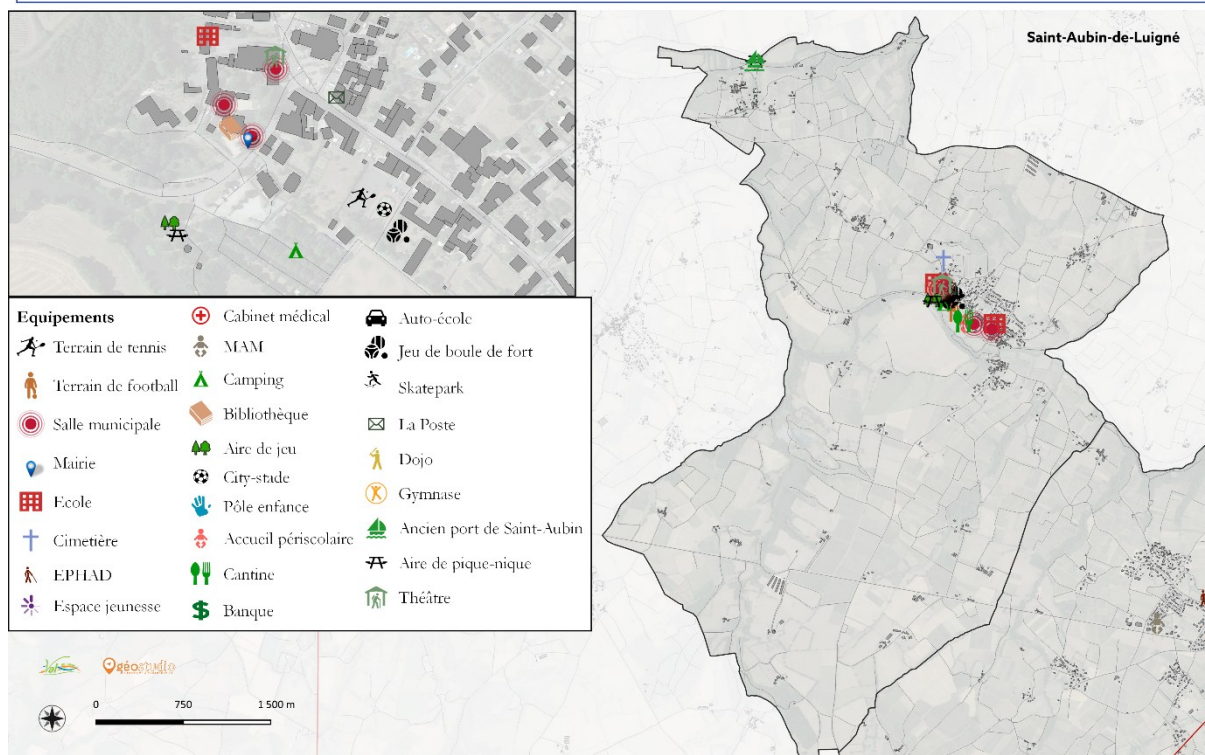 Saint-Aubin-de-Luigné
Equipements
Terrain de tennis
Terrain de football
Salle municipale
Mairie
Ecole
Cimetière
EPHAD
Espace jeunesse
Cabinet médical
MAM
Camping
Bibliothèque
Aire de jeu
City-stade
Pôle enfance
Accueil périscolaire
Cantine
Banque
Auto-école
Jeu de boule de fort
Skatepark
La Poste
Dojo
Gymnase
Ancien port de Saint-Aubin
Aire de pique-nique
Théâtre
géostudio
0 750 1 500 m